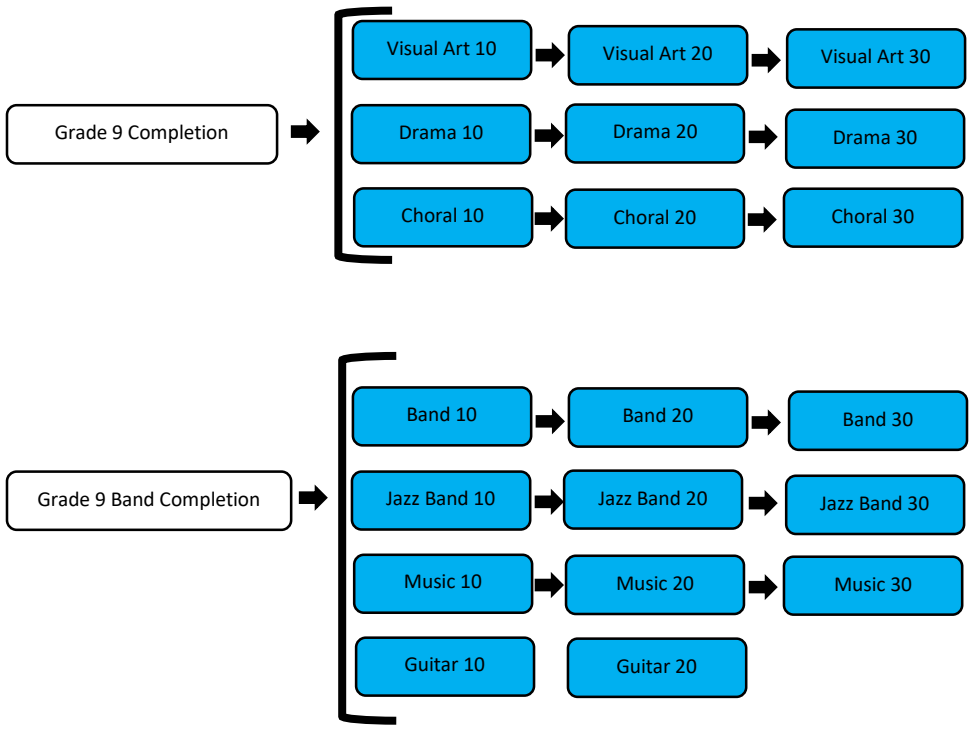 Visual Art 10
Visual Art 20
Visual Art 30
Grade 9 Completion
Drama 10
Drama 20
Drama 30
Choral 10
Choral 20
Choral 30
Band 10
Band 20
Band 30
Grade 9 Band Completion
Jazz Band 10
Jazz Band 20
Jazz Band 30
Music 10
Music 20
Music 30
Guitar 10
Guitar 20